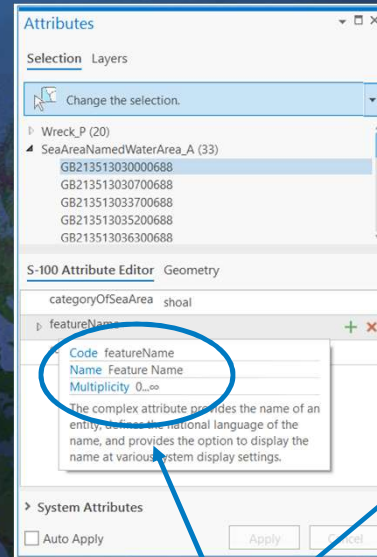 Attributes
Selection Layers
Change the selection.
Wreck_P (20)
SeaAreaNamedWaterArea_A (33)
GB213513030000688
GB213513030700688
GB213513033700688
GB213513035200688
GB213513036300688
S-100 Attribute Editor Geometry
categoryOfSeaArea shoal
featureName
Code featureName
Name Feature Name
Multiplicity 0...∞
The complex attribute provides the name of an
entity, defines the national language of the
name, and provides the option to display the
name at various system display settings.
System Attributes
Auto Apply Apply Cancel